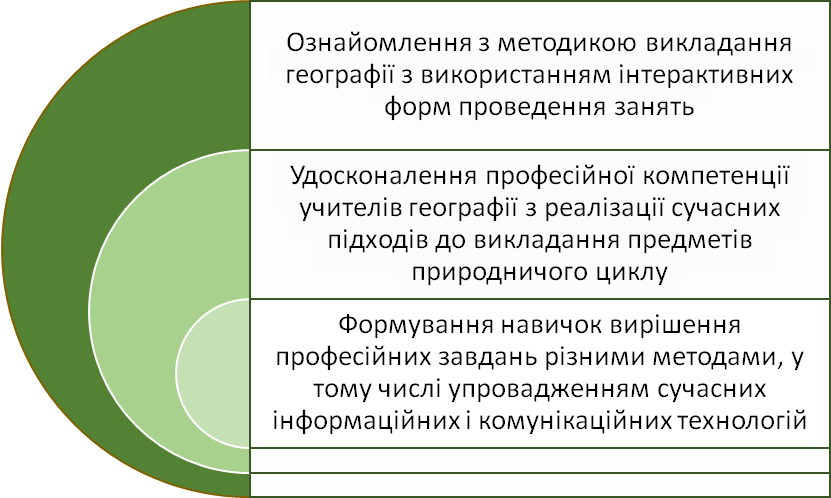 Ознайомлення з методикою викладання
географії з використанням інтерактивних
форм проведення занять
Удосконалення професійної компетенції
учителів географії з реалізації сучасних
підходів до викладання предметів
природничого циклу
Формування навичок вирішення
професійних завдань різними методами, у
тому числі упровадженням сучасних
інформаційних і комунікаційних технологій